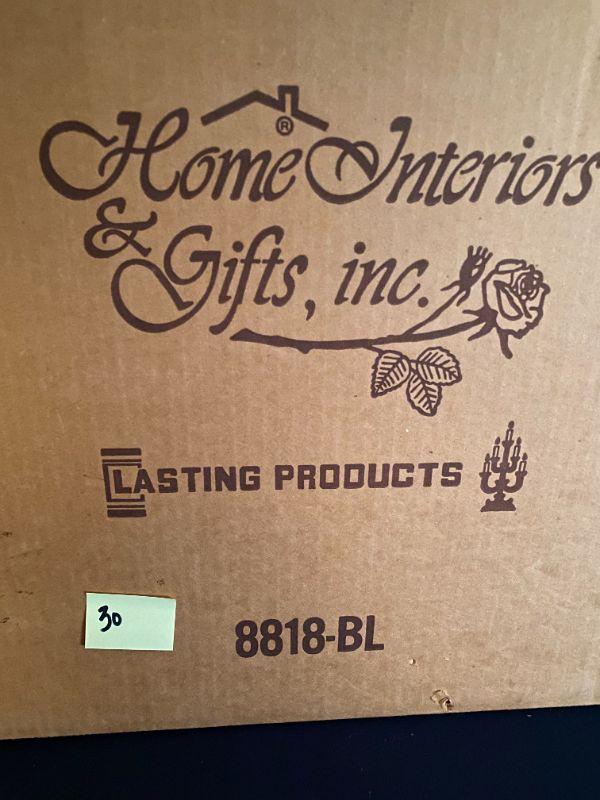 Home Interiors
®
& Gifts, inc.
LASTING PRODUCTS
30
8818-BL